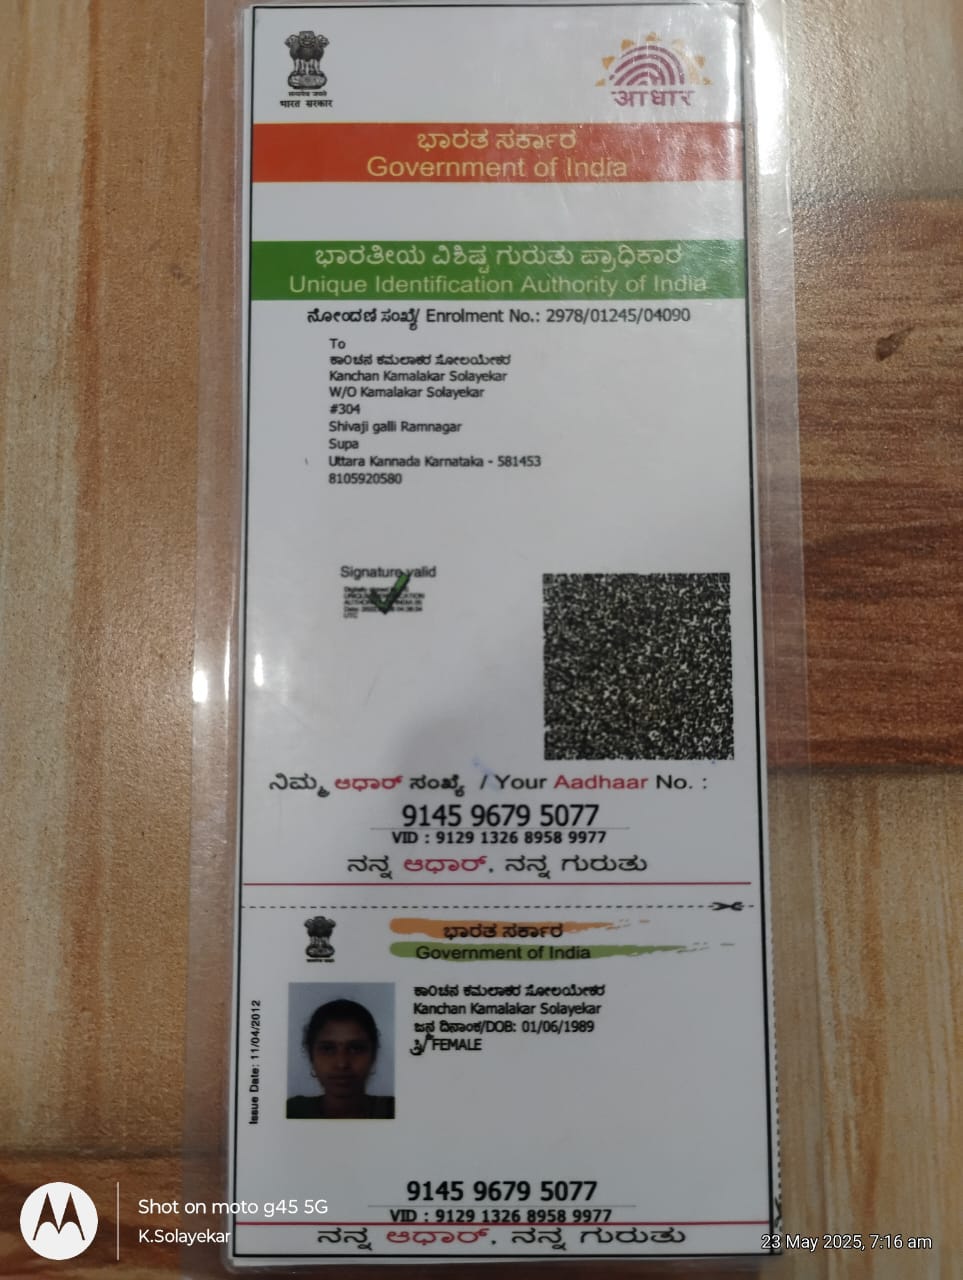 भारत सरकार
आधार
ಭಾರತ ಸರ್ಕಾರ
Government of India
ಭಾರತೀಯ ವಿಶಿಷ್ಟ ಗುರುತು ಪ್ರಾಧಿಕಾರ
Unique Identification Authority of India
ನೋಂದಣಿ ಸಂಖ್ಯೆ/ Enrolment No.: 2978/01245/04090
To
ಕಾಂಚನ ಕಮಲಾಕರ ಸೋಲಯೇಕರ
Kanchan Kamalakar Solayekar
W/O Kamalakar Solayekar
#304
Shivaji galli Ramnagar
Supa
Uttara Kannada Karnataka - 581453
8105920580
Signature valid
ನಿಮ್ಮ ಆಧಾರ್ ಸಂಖ್ಯೆ / Your Aadhaar No. :
9145 9679 5077
VID : 9129 1326 8958 9977
ನನ್ನ ಆಧಾರ್, ನನ್ನ ಗುರುತು
ಭಾರತ ಸರ್ಕಾರ
Government of India
Issue Date: 11/04/2012
ಕಾಂಚನ ಕಮಲಾಕರ ಸೋಲಯೇಕರ
Kanchan Kamalakar Solayekar
ಜನ್ಮ ದಿನಾಂಕ/DOB: 01/06/1989
ಸ್ತ್ರೀ/ FEMALE
9145 9679 5077
VID : 9129 1326 8958 9977
ನನ್ನ ಆಧಾರ್, ನನ್ನ ಗುರುತು
Shot on moto g45 5G
K.Solayekar
23 May 2025, 7:16 am